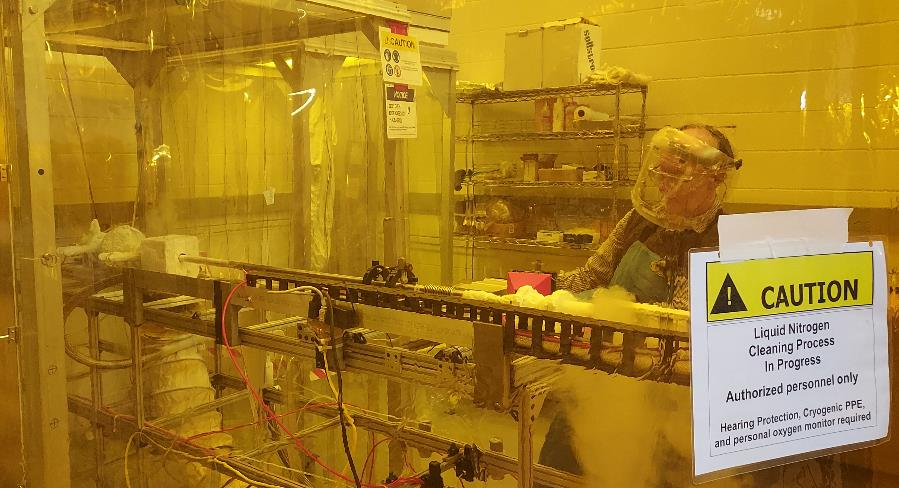 CAUTION
NOTICE
CAUTION
Liquid Nitrogen
Cleaning Process
In Progress
Authorized personnel only
Hearing Protection, Cryogenic PPE,
and personal oxygen monitor required